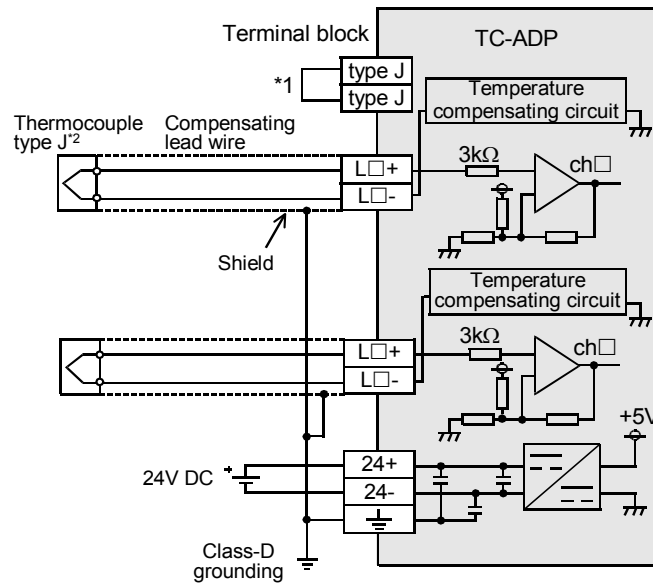 Terminal block
TC-ADP
type J
*1
type J
Temperature
compensating circuit
Thermocouple
type J*2
Compensating
lead wire
L□+
3kΩ
ch□
L□-
Shield
Temperature
compensating circuit
L□+
3kΩ
ch□
L□-
+5V
24V DC
+
24+
24-
Class-D
grounding